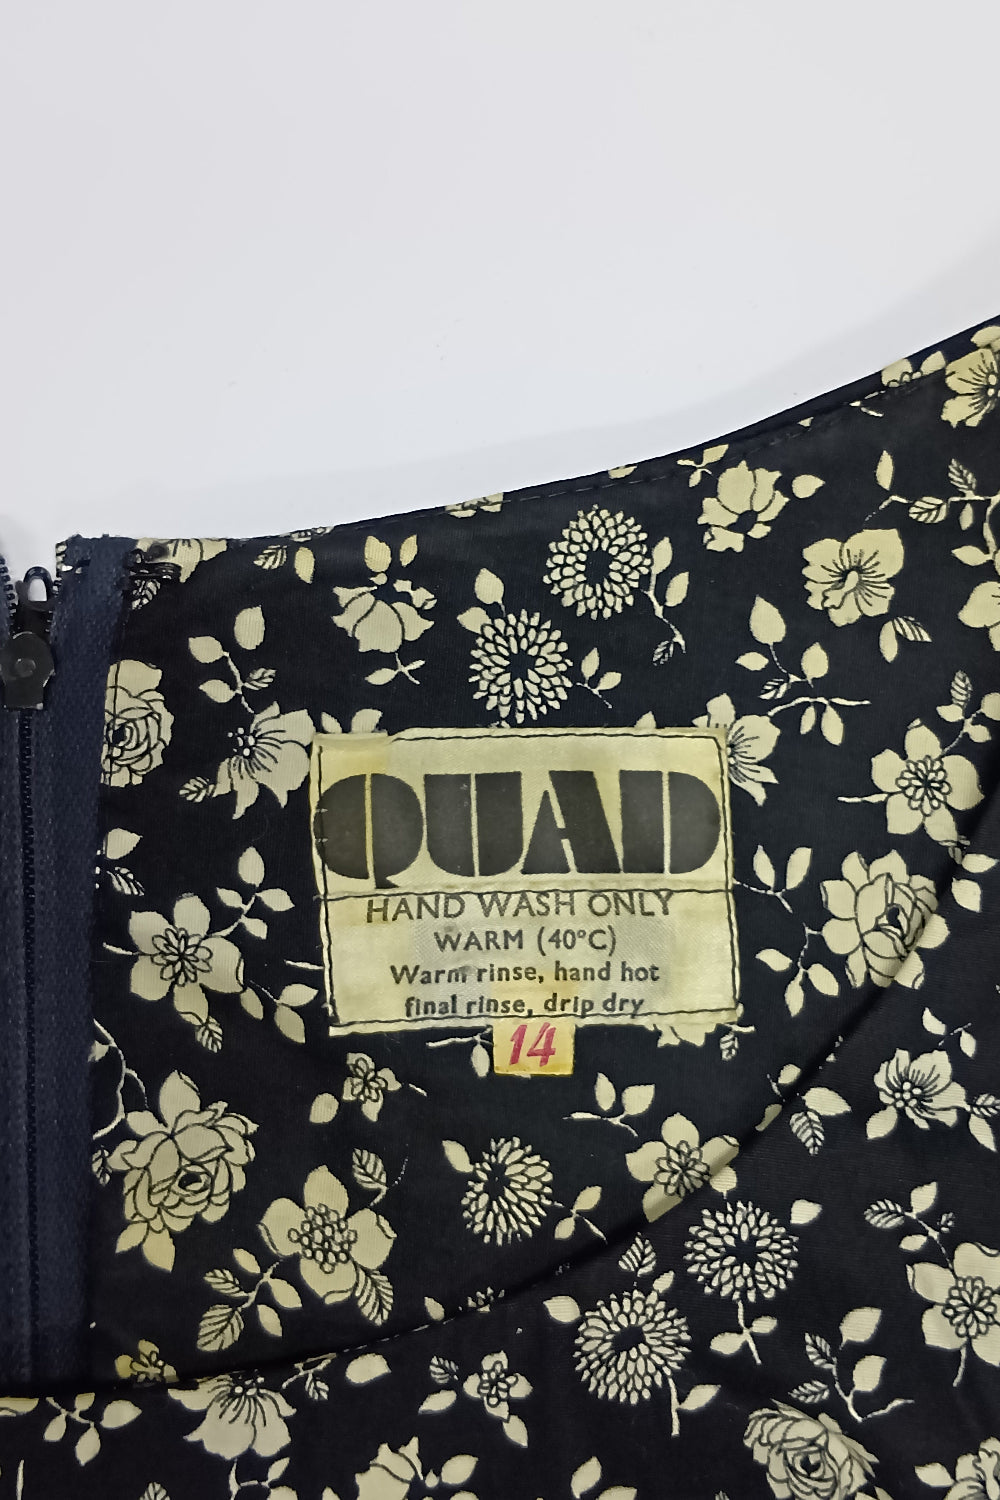 QUAD
HAND WASH ONLY
WARM (40°C)
Warm rinse, hand hot
final rinse, drip dry
14